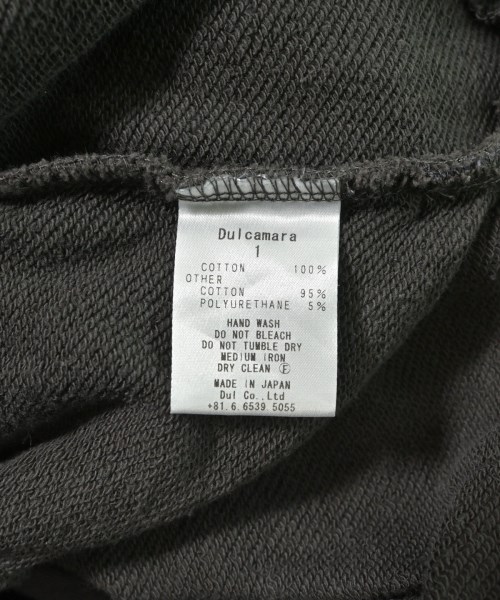 Dulcamara
1
COTTON 100%
OTHER
COTTON 95%
POLYURETHANE 5%
HAND WASH
DO NOT BLEACH
DO NOT TUMBLE DRY
MEDIUM IRON
DRY CLEAN Ⓕ
MADE IN JAPAN
Dul Co.,Ltd
+81.6.6539.5055